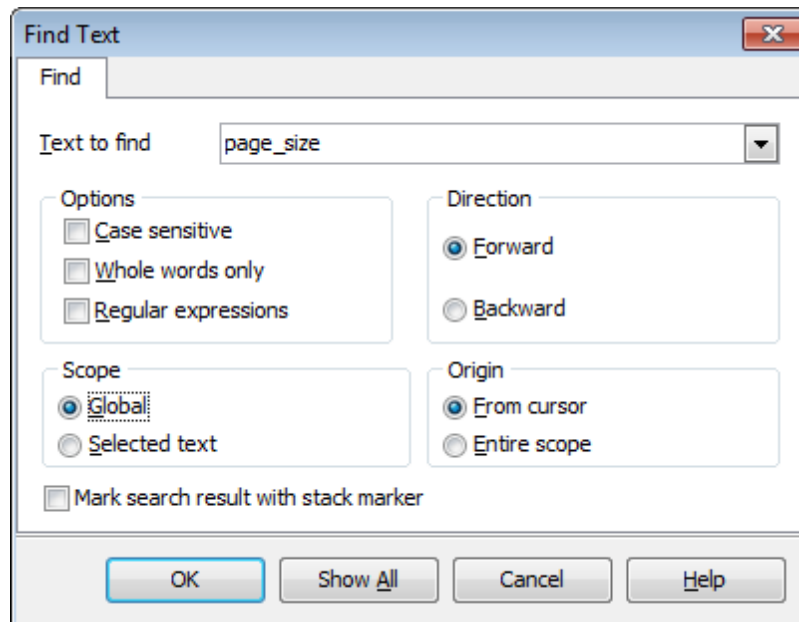 Find Text
Find
Text to find page_size
Options
Case sensitive
Whole words only
Regular expressions
Direction
Forward
Backward
Scope
Global
Selected text
Origin
From cursor
Entire scope
Mark search result with stack marker
OK Show All Cancel Help